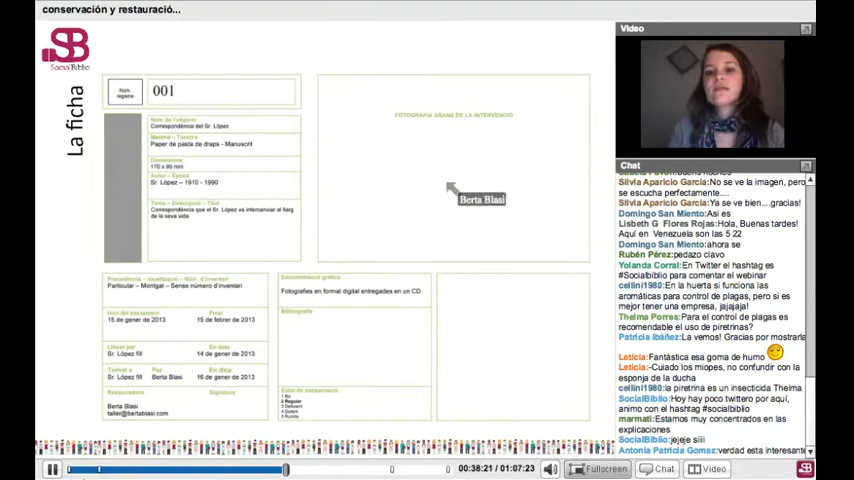 conservación y restauració...
SB
SocialBiblio
La ficha
Núm. registre
001
Nom de l'objecte
Correspondència del Sr. López
Matèria – Tècnica
Paper de pasta de draps - Manuscrit
Dimensions
170 x 90 mm
Autor – Època
Sr. López – 1910 - 1990
Tema – Descripció – Títol
Correspondència que el Sr. López va intercanviar al llarg
de la seva vida.
FOTOGRAFIA ABANS DE LA INTERVENCIÓ
Berta Blasi
Procedència – Localització – Núm. d'inventari
Particular – Montgat – Sense número d'inventari
Inici del tractament
Final
15 de gener de 2013
15 de febrer de 2013
Lliurat per
En data
Sr. López fill
14 de gener de 2013
Tornat a
Per
En data
Sr. López fill
Berta Blasi
16 de gener de 2013
Restauradora
Signatura
Berta Blasi
taller@bertablasi.com
Documentació gràfica
Fotografies en format digital entregades en un CD
Bibliografia
Estat de conservació
1 Bo
2 Regular
3 Deficient
4 Dolent
5 Ruïnós
Video
Chat
Silvia Aparicio García:No se ve la imagen, pero
se escucha perfectamente....
Silvia Aparicio García:Ya se ve bien....gracias!
Domingo San Miento:Asi es
Lisbeth G Flores Rojas:Hola, Buenas tardes!
Aquí en Venezuela son las 5 22
Domingo San Miento:ahora se
Rubén Pérez:pedazo clavo
Yolanda Corral:En Twitter el hashtag es
#Socialbiblio para comentar el webinar
cellini1980:En la huerta si funciona las
aromáticas para control de plagas, pero si es
mejor tener una empresa, jajajaja!
Thelma Porres:Para el control de plagas es
recomendable el uso de piretrinas?
Patricia Ibáñez:La vemos! Gracias por mostrarla
Leticia:Fantástica esa goma de humo
Leticia:-Cuiado los miopes, no confundir con la
esponja de la ducha
cellini1980:la piretrina es un insecticida Thelma
SocialBiblio:Hoy hay poco twittero por aquí,
animo con el hashtag #socialbiblio
marmati:Estamos muy concentrados en las
explicaciones
SocialBiblio:jejeje siii
Antonia Patricia Gomez:verdad esta interesante
00:38:21 / 01:07:23
Fullscreen
Chat
Video
SB